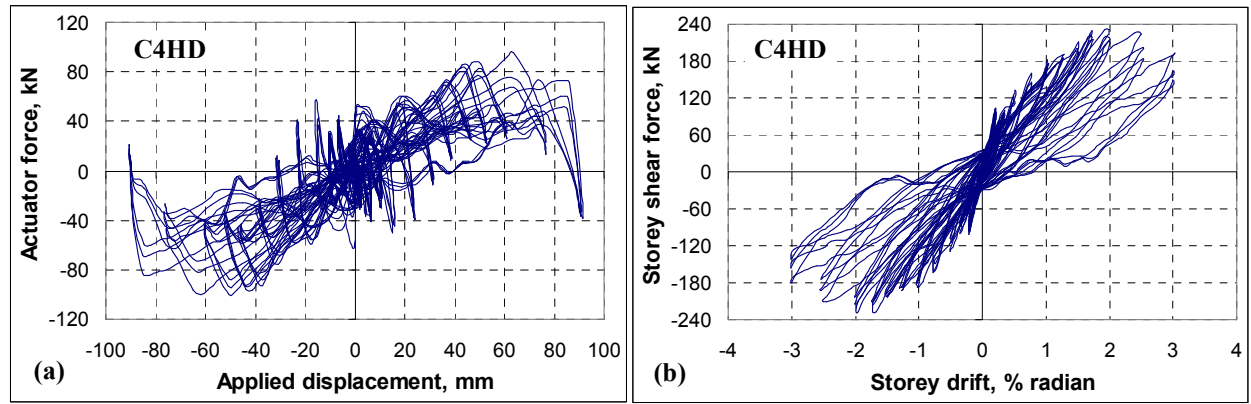 C4HD
Actuator force, kN
120
80
40
0
-40
-80
-120
-100 -80 -60 -40 -20 0 20 40 60 80 100
Applied displacement, mm
(a)
C4HD
Storey shear force, kN
240
180
120
60
0
-60
-120
-180
-240
-4 -3 -2 -1 0 1 2 3 4
Storey drift, % radian
(b)